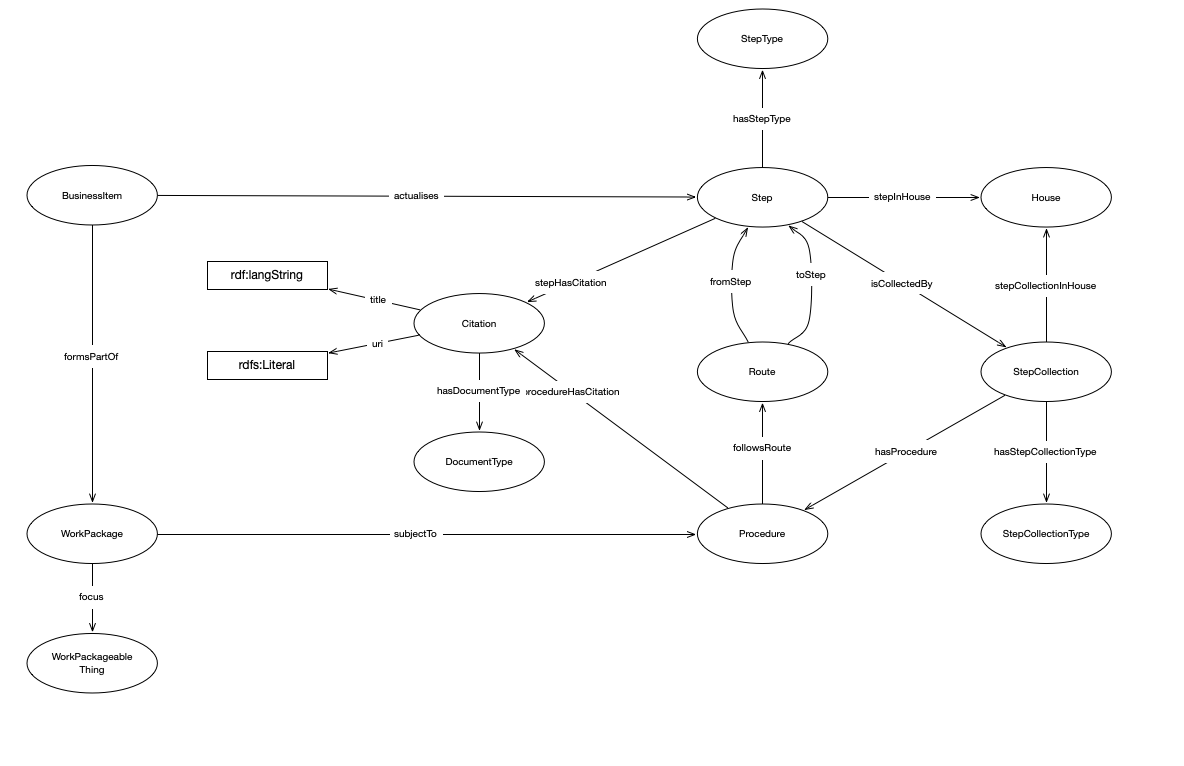 StepType
hasStepType
BusinessItem
actualises
Step
stepInHouse
House
rdf:langString
title
stepHasCitation
fromStep
toStep
isCollectedBy
stepCollectionInHouse
Citation
uri
rdfs:Literal
formsPartOf
Route
StepCollection
hasDocumentType
rocedureHasCitation
DocumentType
followsRoute
hasProcedure
hasStepCollectionType
WorkPackage
subjectTo
Procedure
StepCollectionType
focus
WorkPackageable
Thing